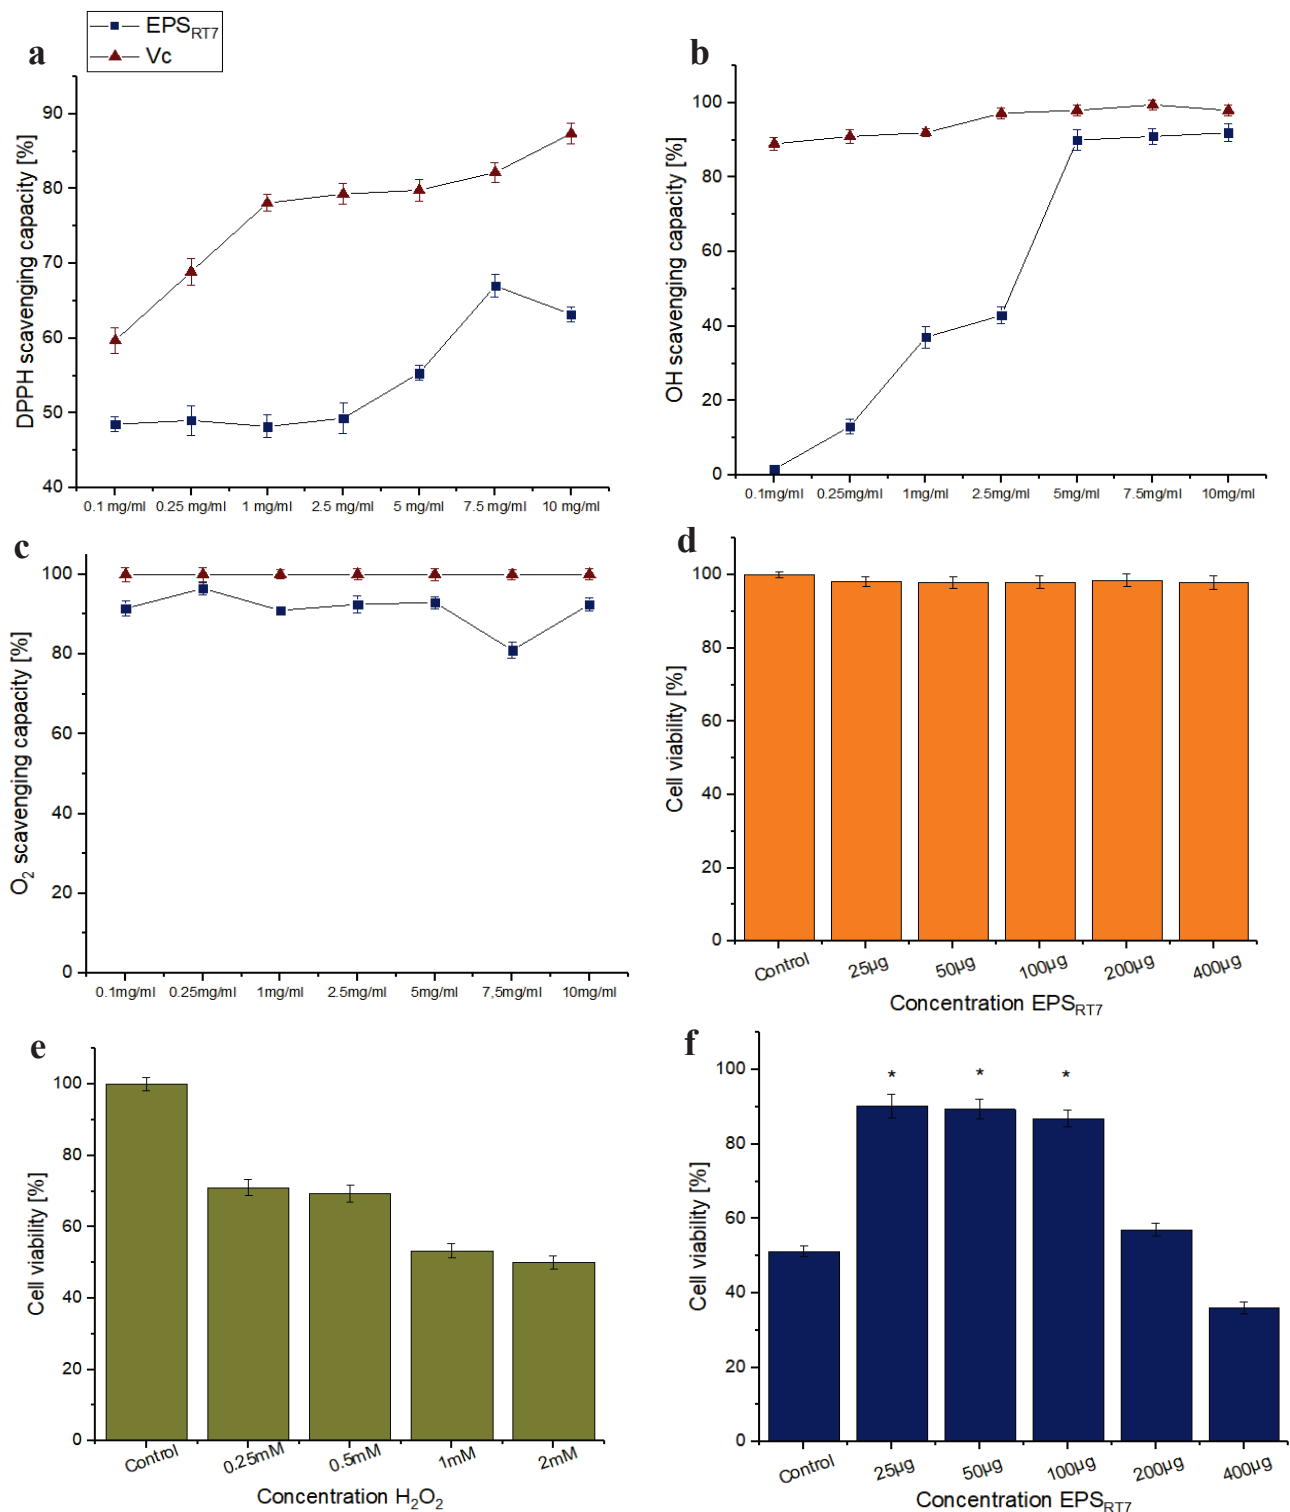 EPSRT7
Vc
a
DPPH scavenging capacity [%]
90
80
70
60
50
40
0.1 mg/ml 0.25 mg/ml 1 mg/ml 2.5 mg/ml 5 mg/ml 7.5 mg/ml 10 mg/ml
b
OH scavenging capacity [%]
100
80
60
40
20
0
0.1mg/ml 0.25mg/ml 1mg/ml 2.5mg/ml 5mg/ml 7.5mg/ml 10mg/ml
c
O2 scavenging capacity [%]
100
80
60
40
20
0
0.1mg/ml 0.25mg/ml 1mg/ml 2.5mg/ml 5mg/ml 7,5mg/ml 10mg/ml
d
Cell viability [%]
100
80
60
40
20
0
Control 25µg 50µg 100µg 200µg 400µg
Concentration EPSRT7
e
Cell viability [%]
100
80
60
40
20
0
Control 0.25mM 0.5mM 1mM 2mM
Concentration H2O2
f
Cell viability [%]
100
80
60
40
20
0
* * *
Control 25µg 50µg 100µg 200µg 400µg
Concentration EPSRT7